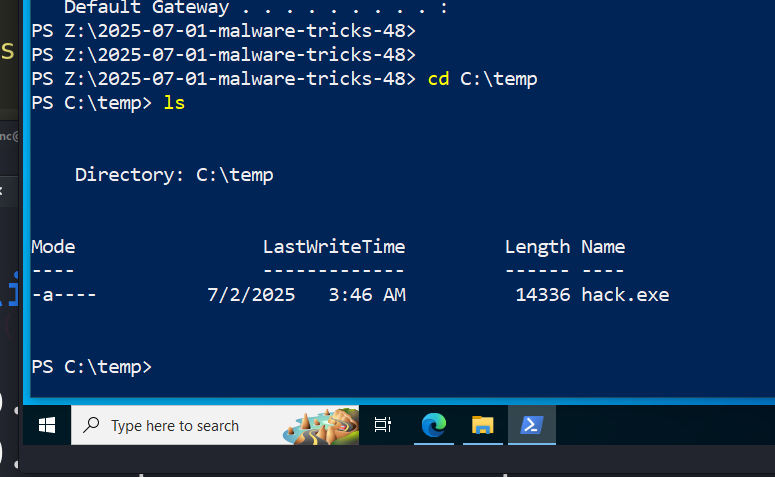 Default Gateway . . . . . . . . . :
PS Z:\2025-07-01-malware-tricks-48>
PS Z:\2025-07-01-malware-tricks-48>
PS Z:\2025-07-01-malware-tricks-48> cd C:\temp
PS C:\temp> ls
Directory: C:\temp
Mode LastWriteTime Length Name
---- ------------- ------ ----
-a---- 7/2/2025 3:46 AM 14336 hack.exe
PS C:\temp>
Type here to search